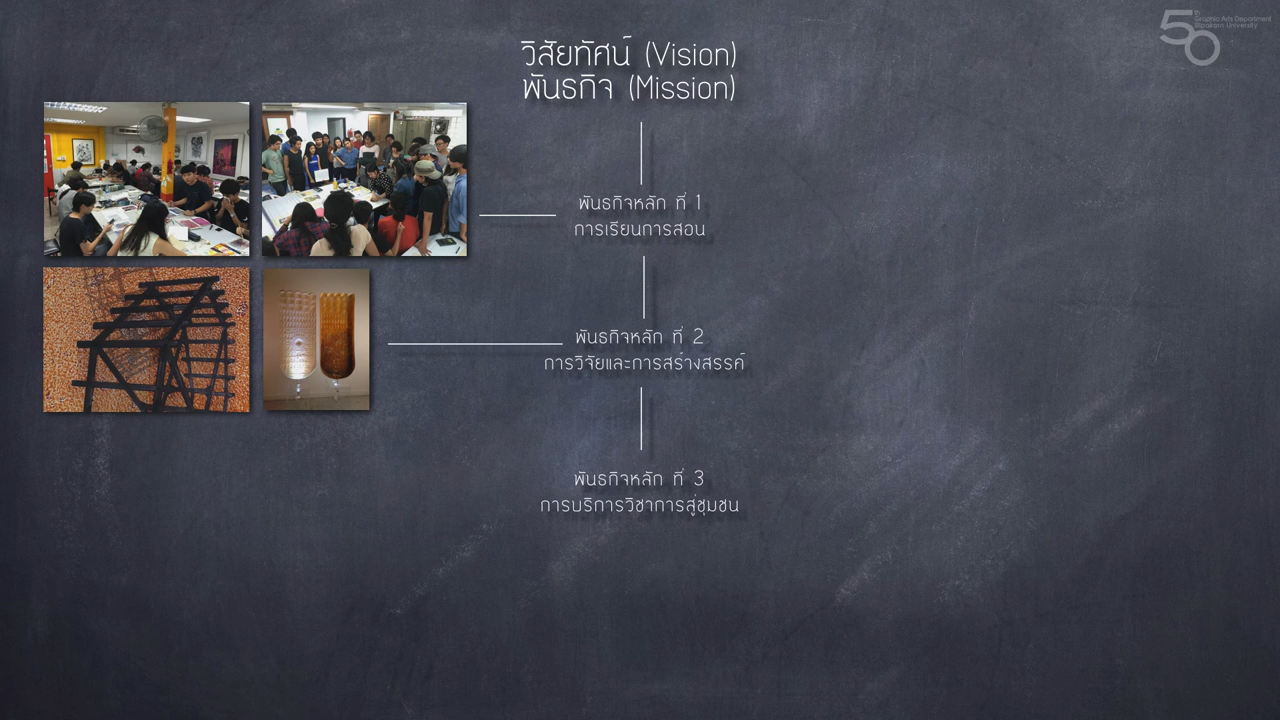 วิสัยทัศน์ (Vision)
พันธกิจ (Mission)
พันธกิจหลัก ที่ 1
การเรียนการสอน
พันธกิจหลัก ที่ 2
การวิจัยและการสร้างสรรค์
พันธกิจหลัก ที่ 3
การบริการวิชาการสู่ชุมชน
50 th
Graphic Arts Department
Silpakorn University